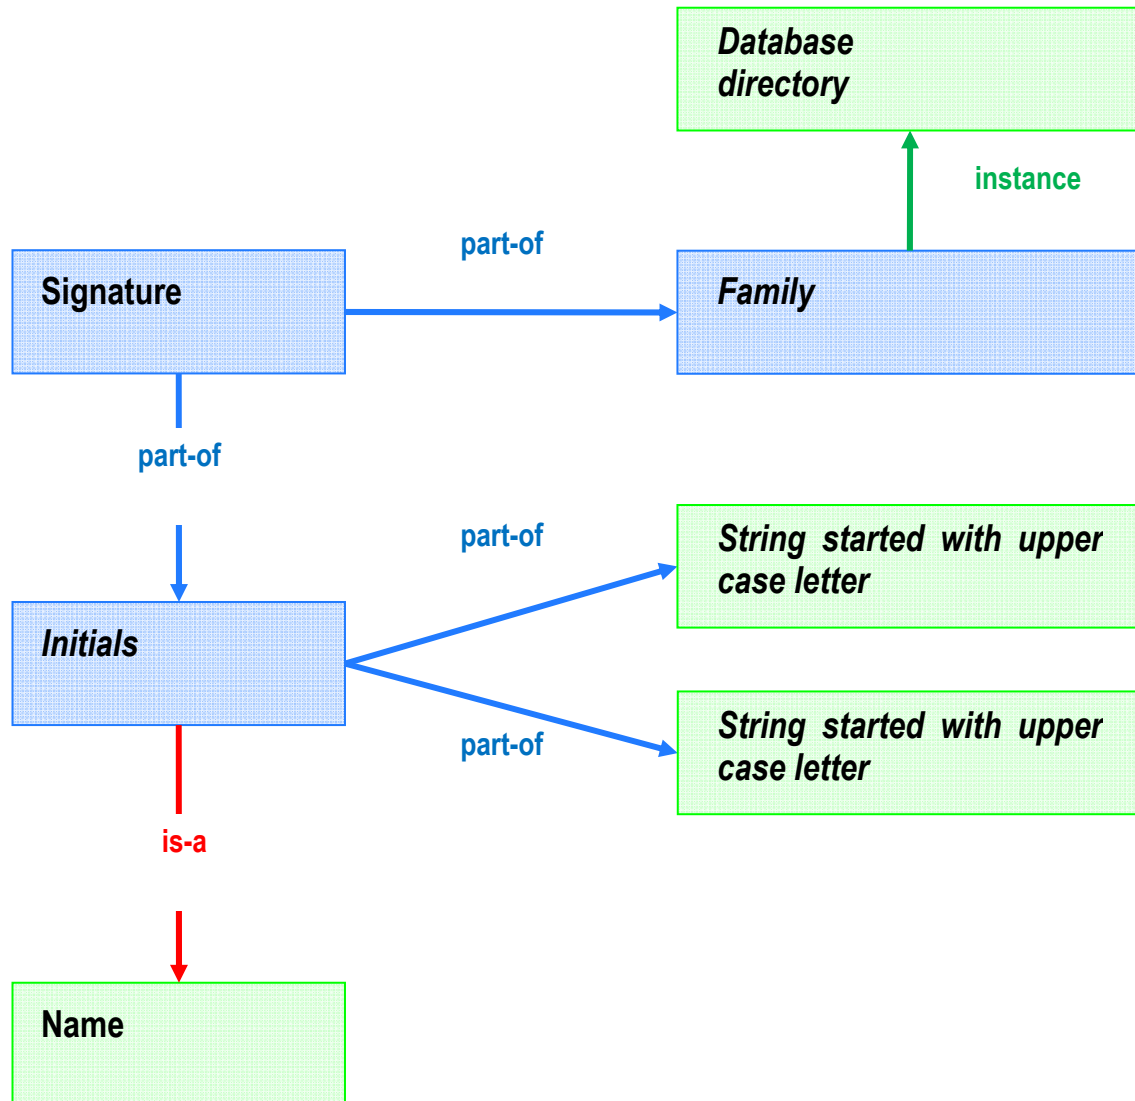 Database
directory
instance
part-of
Signature
Family
part-of
part-of
String started with upper
case letter
Initials
part-of
String started with upper
case letter
is-a
Name